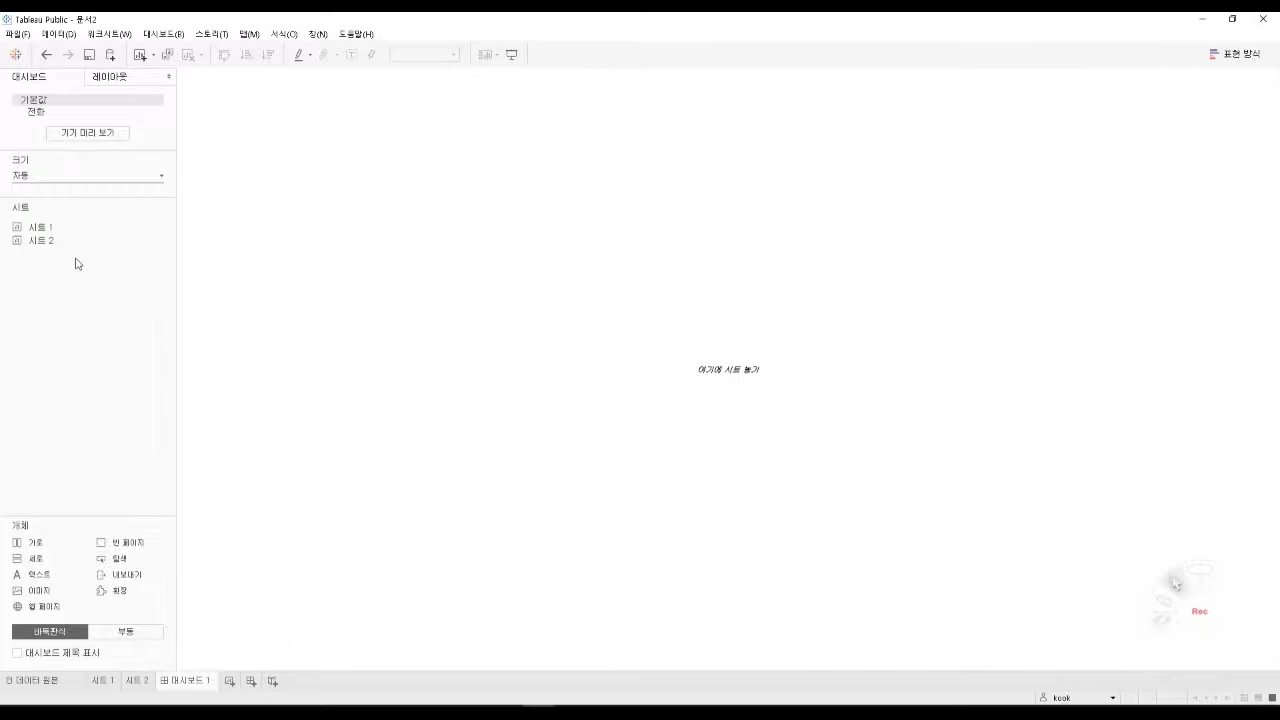 Tableau Public - 문서2
파일(F) 데이터(D) 워크시트(W) 대시보드(B) 스토리(T) 맵(M) 서식(O) 창(N) 도움말(H)
표현 방식
대시보드 레이아웃
기본값
전화
기기 미리 보기
크기
자동
시트
시트 1
시트 2
여기에 시트 놓기
개체
가로 빈 페이지
세로 탐색
텍스트 내보내기
이미지 확장
웹 페이지
Rec
바둑판식 부동
대시보드 제목 표시
데이터 원본 시트 1 시트 2 대시보드 1
kook